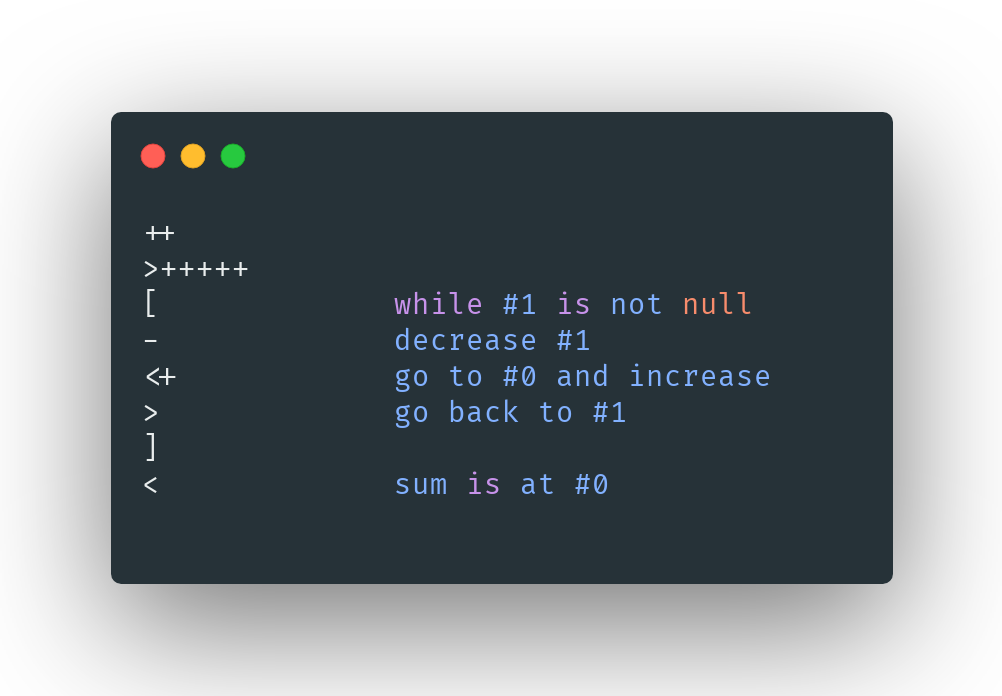 ++
>+++++
[                while #1 is not null
-                decrease #1
<+               go to #0 and increase
>                go back to #1
]
<                sum is at #0